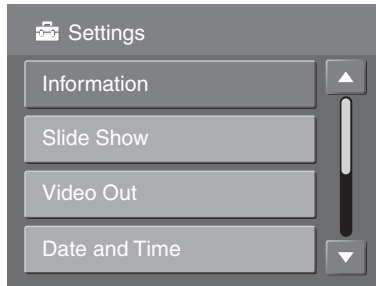 Settings
Information
Slide Show
Video Out
Date and Time